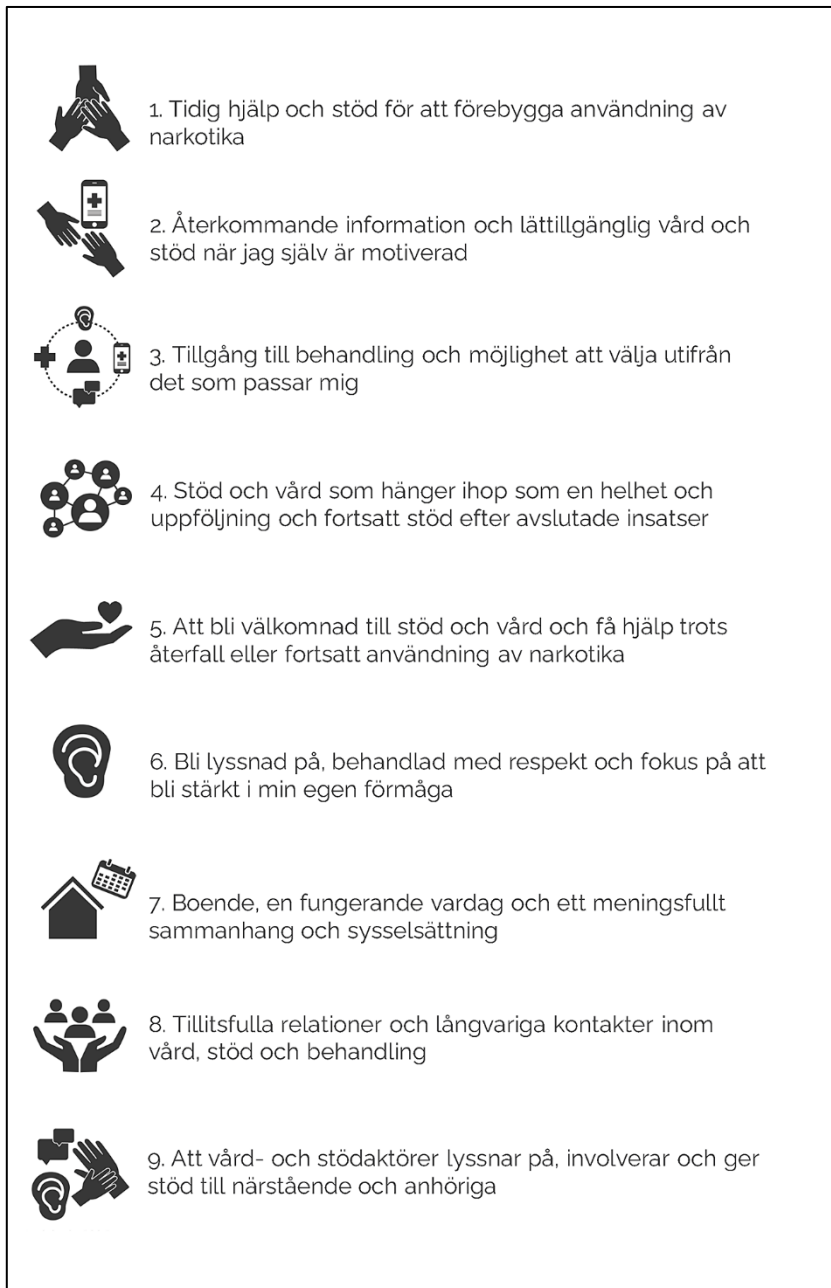 1. Tidig hjälp och stöd för att förebygga användning av
narkotika
2. Återkommande information och lättillgänglig vård och
stöd när jag själv är motiverad
3. Tillgång till behandling och möjlighet att välja utifrån
det som passar mig
4. Stöd och vård som hänger ihop som en helhet och
uppföljning och fortsatt stöd efter avslutade insatser
5. Att bli välkomnad till stöd och vård och få hjälp trots
återfall eller fortsatt användning av narkotika
6. Bli lyssnad på, behandlad med respekt och fokus på att
bli stärkt i min egen förmåga
7. Boende, en fungerande vardag och ett meningsfullt
sammanhang och sysselsättning
8. Tillitsfulla relationer och långvariga kontakter inom
vård, stöd och behandling
9. Att vård- och stödaktörer lyssnar på, involverar och ger
stöd till närstående och anhöriga